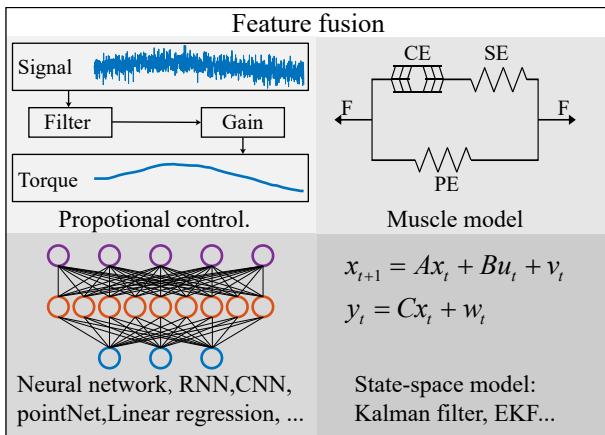 Feature fusion
Signal
Filter
Gain
Torque
Propotional control.
CE
SE
F
F
PE
Muscle model
Neural network, RNN,CNN,
pointNet,Linear regression, ...
x_{t+1} = Ax_t + Bu_t + v_t
y_t = Cx_t + w_t
State-space model:
Kalman filter, EKF...